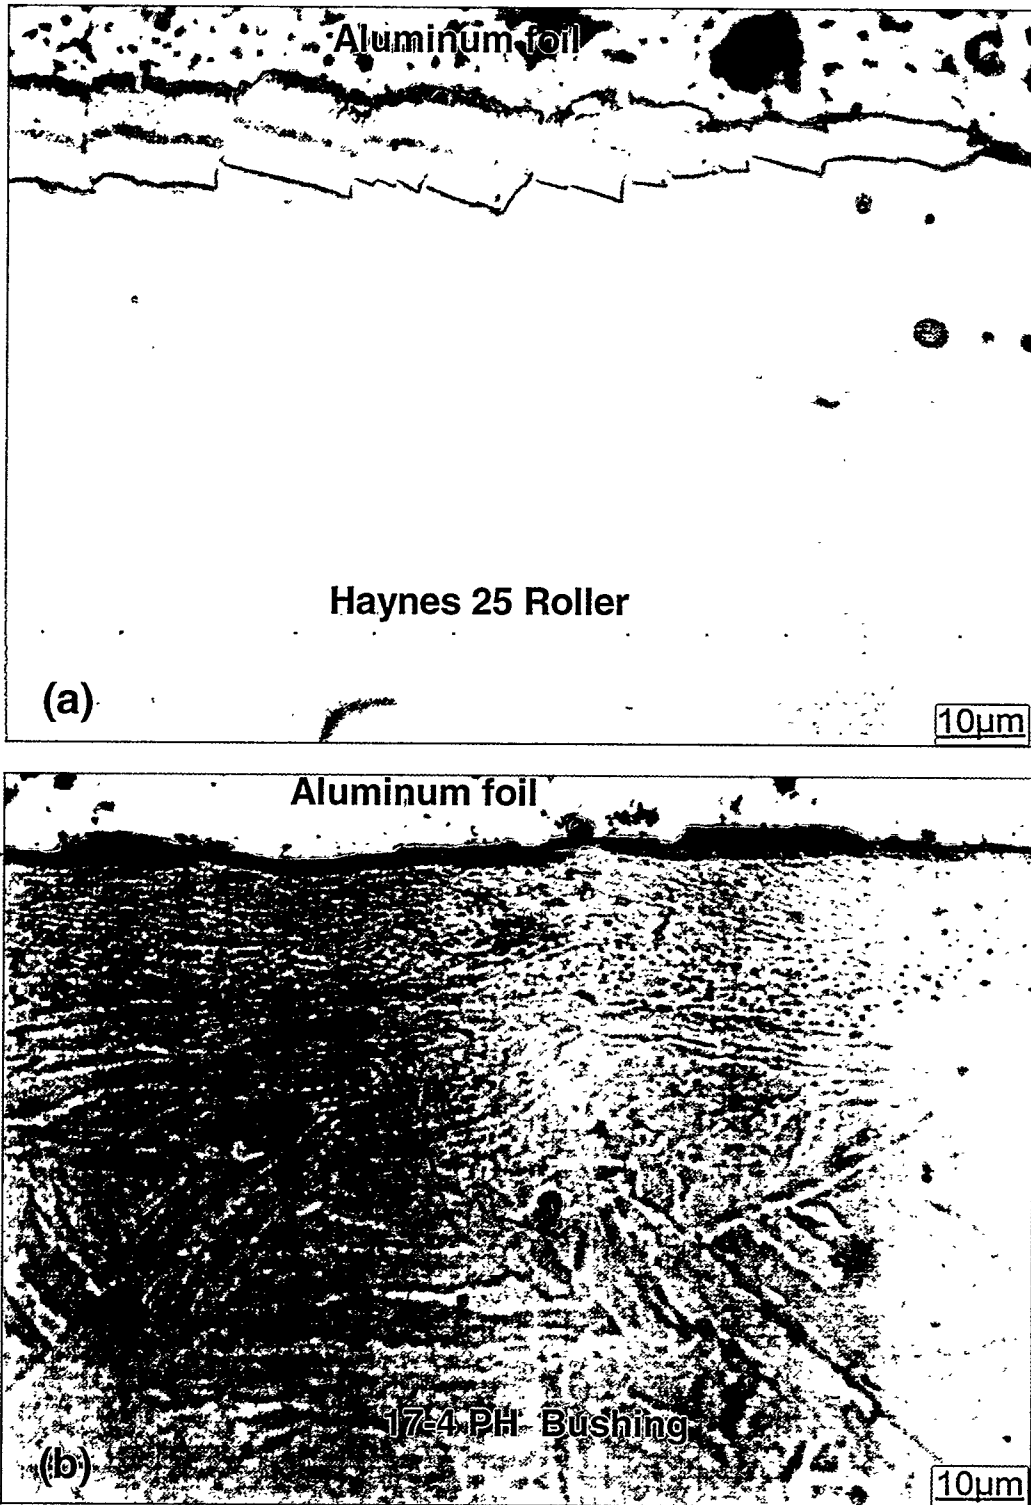 Aluminum foil
Haynes 25 Roller
(a)
10μm
Aluminum foil
17-4 PH Bushing
(b)
10μm